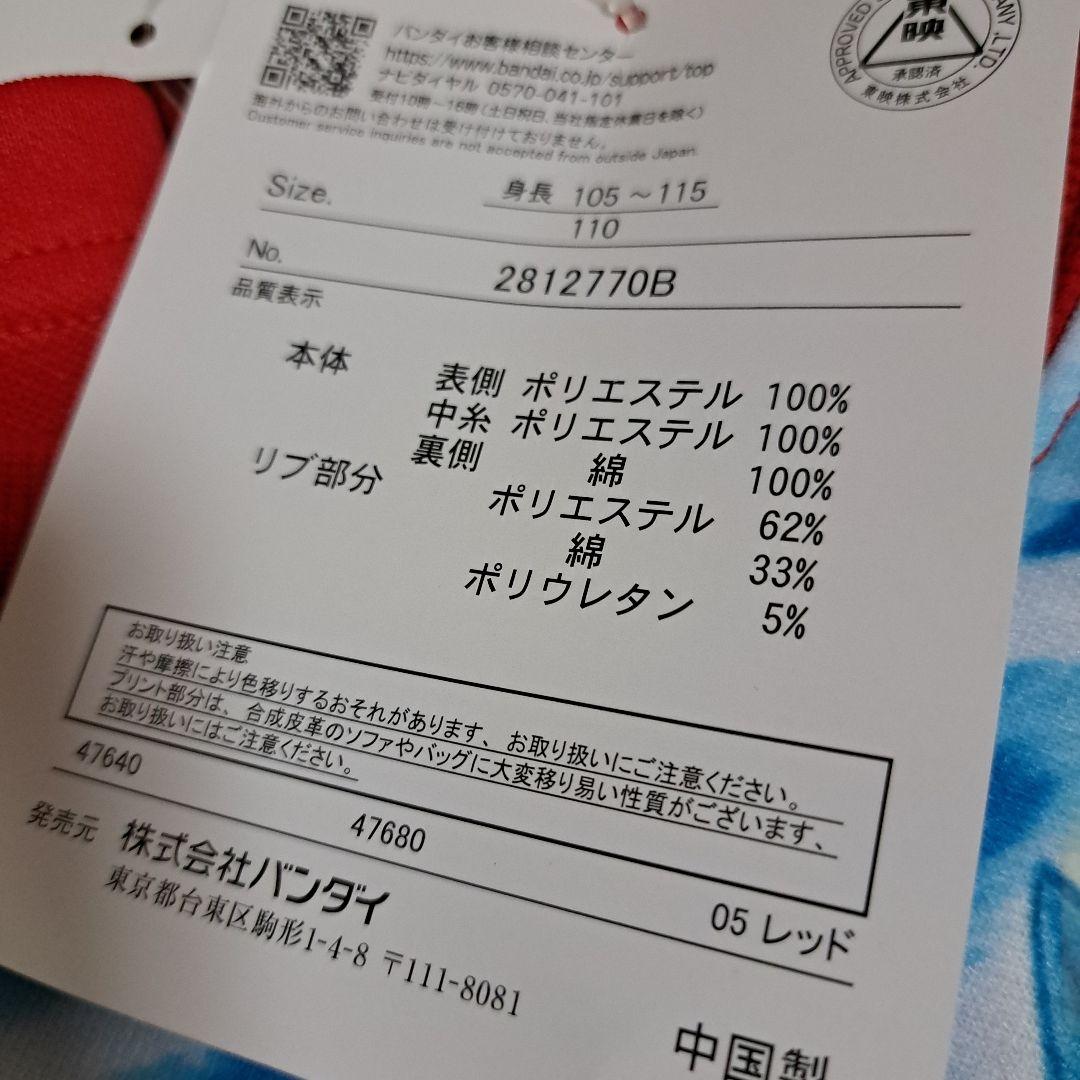 バンダイお客様相談センター
https://www.bandai.co.jp/support/top
ナビダイヤル 0570-041-101
受付10時～16時(土日祝日、当社指定休業日を除く)
海外からのお問い合わせは受け付けておりません。
Customer service inquiries are not accepted from outside Japan.
APPROVED
ANY.,LTD.
東映
承認済
東映株式会社
Size.
身長 105～115
110
No.
2812770B
品質表示
本体
表側 ポリエステル 100%
中糸 ポリエステル 100%
裏側 綿 100%
リブ部分
ポリエステル 62%
綿 33%
ポリウレタン 5%
お取り扱い注意
汗や摩擦により色移りするおそれがあります、お取り扱いにご注意ください。
プリント部分は、合成皮革のソファやバッグに大変移り易い性質がございます、
お取り扱いにはご注意ください。
47640
47680
05 レッド
発売元 株式会社バンダイ
東京都台東区駒形1-4-8 〒111-8081
中国製